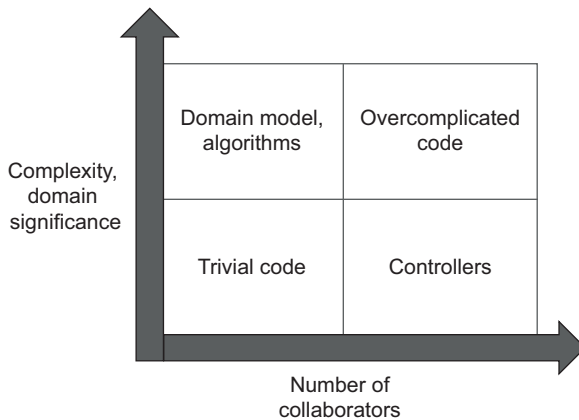 Complexity,
domain
significance
Domain model,
algorithms
Overcomplicated
code
Trivial code
Controllers
Number of
collaborators